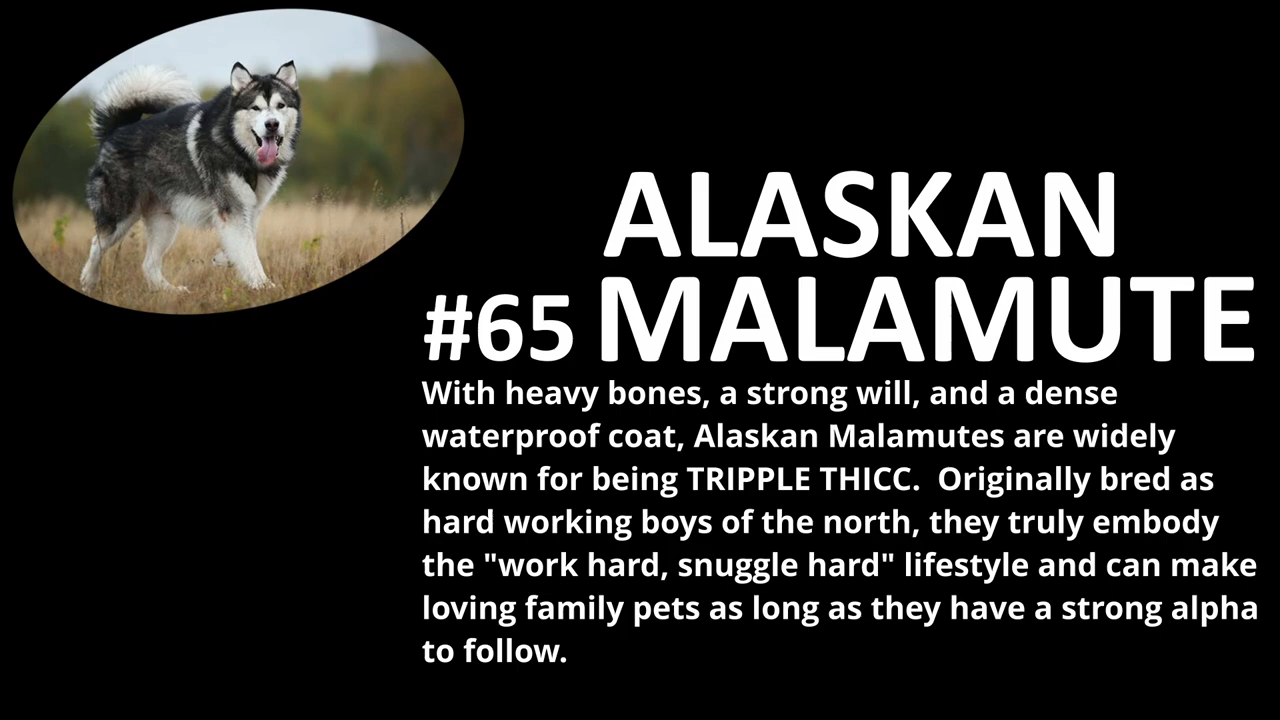 ALASKAN
#65 MALAMUTE
With heavy bones, a strong will, and a dense
waterproof coat, Alaskan Malamutes are widely
known for being TRIPPLE THICC.  Originally bred as
hard working boys of the north, they truly embody
the "work hard, snuggle hard" lifestyle and can make
loving family pets as long as they have a strong alpha
to follow.